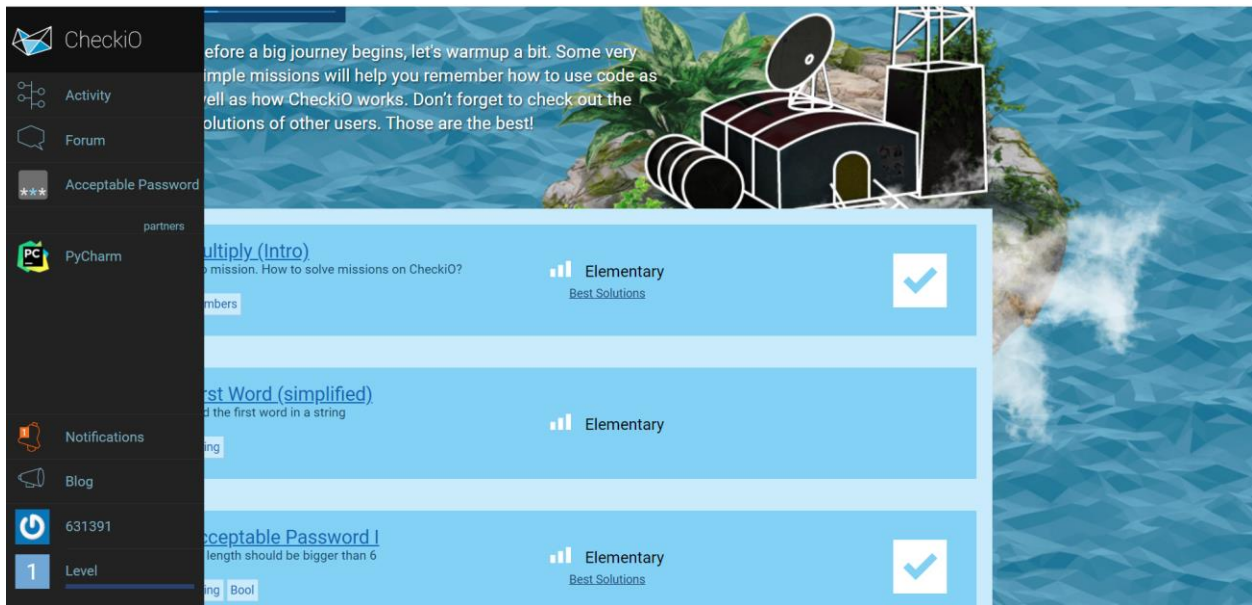 CheckiO
Activity
Forum
Acceptable Password
partners
PC
PyCharm
1
Notifications
Blog
631391
1
Level
efore a big journey begins, let's warmup a bit. Some very
imple missions will help you remember how to use code as
ell as how CheckiO works. Don't forget to check out the
olutions of other users. Those are the best!
ultiply (Intro)
o mission. How to solve missions on CheckiO?
mbers
Elementary
Best Solutions
rst Word (simplified)
d the first word in a string
ing
Elementary
cceptable Password I
length should be bigger than 6
ing Bool
Elementary
Best Solutions